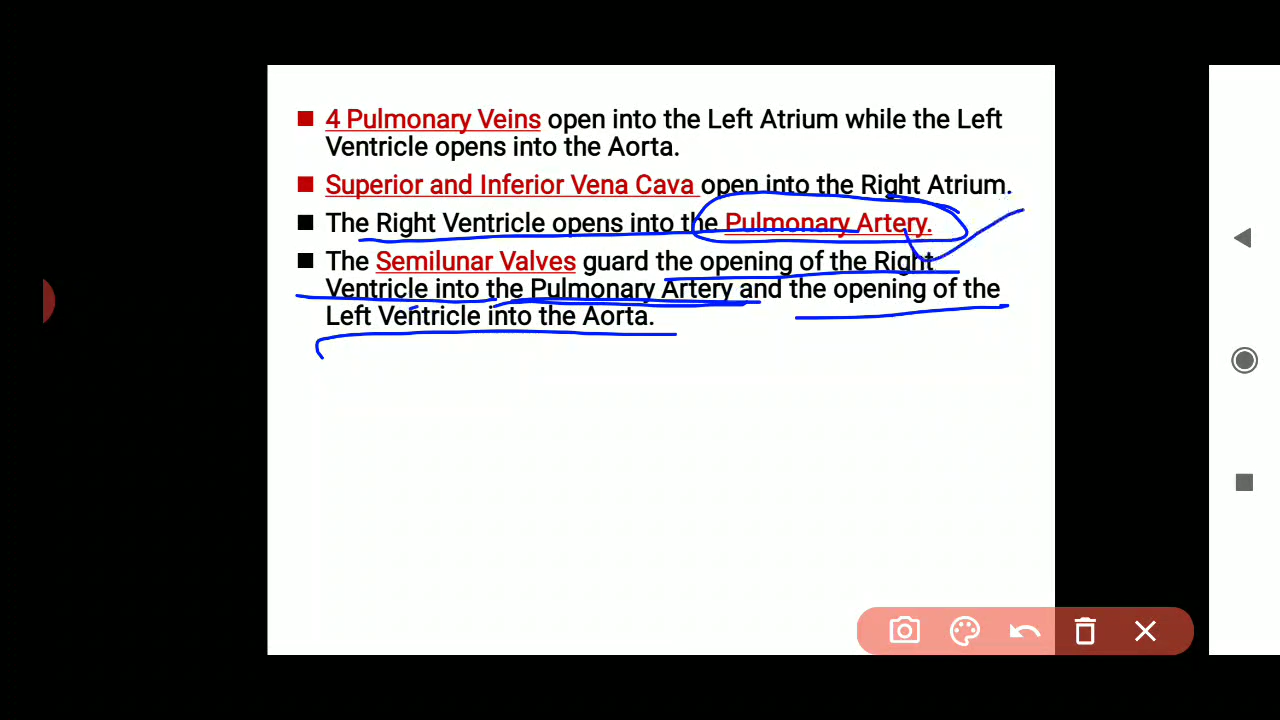 4 Pulmonary Veins open into the Left Atrium while the Left
Ventricle opens into the Aorta.
Superior and Inferior Vena Cava open into the Right Atrium.
The Right Ventricle opens into the Pulmonary Artery.
The Semilunar Valves guard the opening of the Right
Ventricle into the Pulmonary Artery and the opening of the
Left Ventricle into the Aorta.